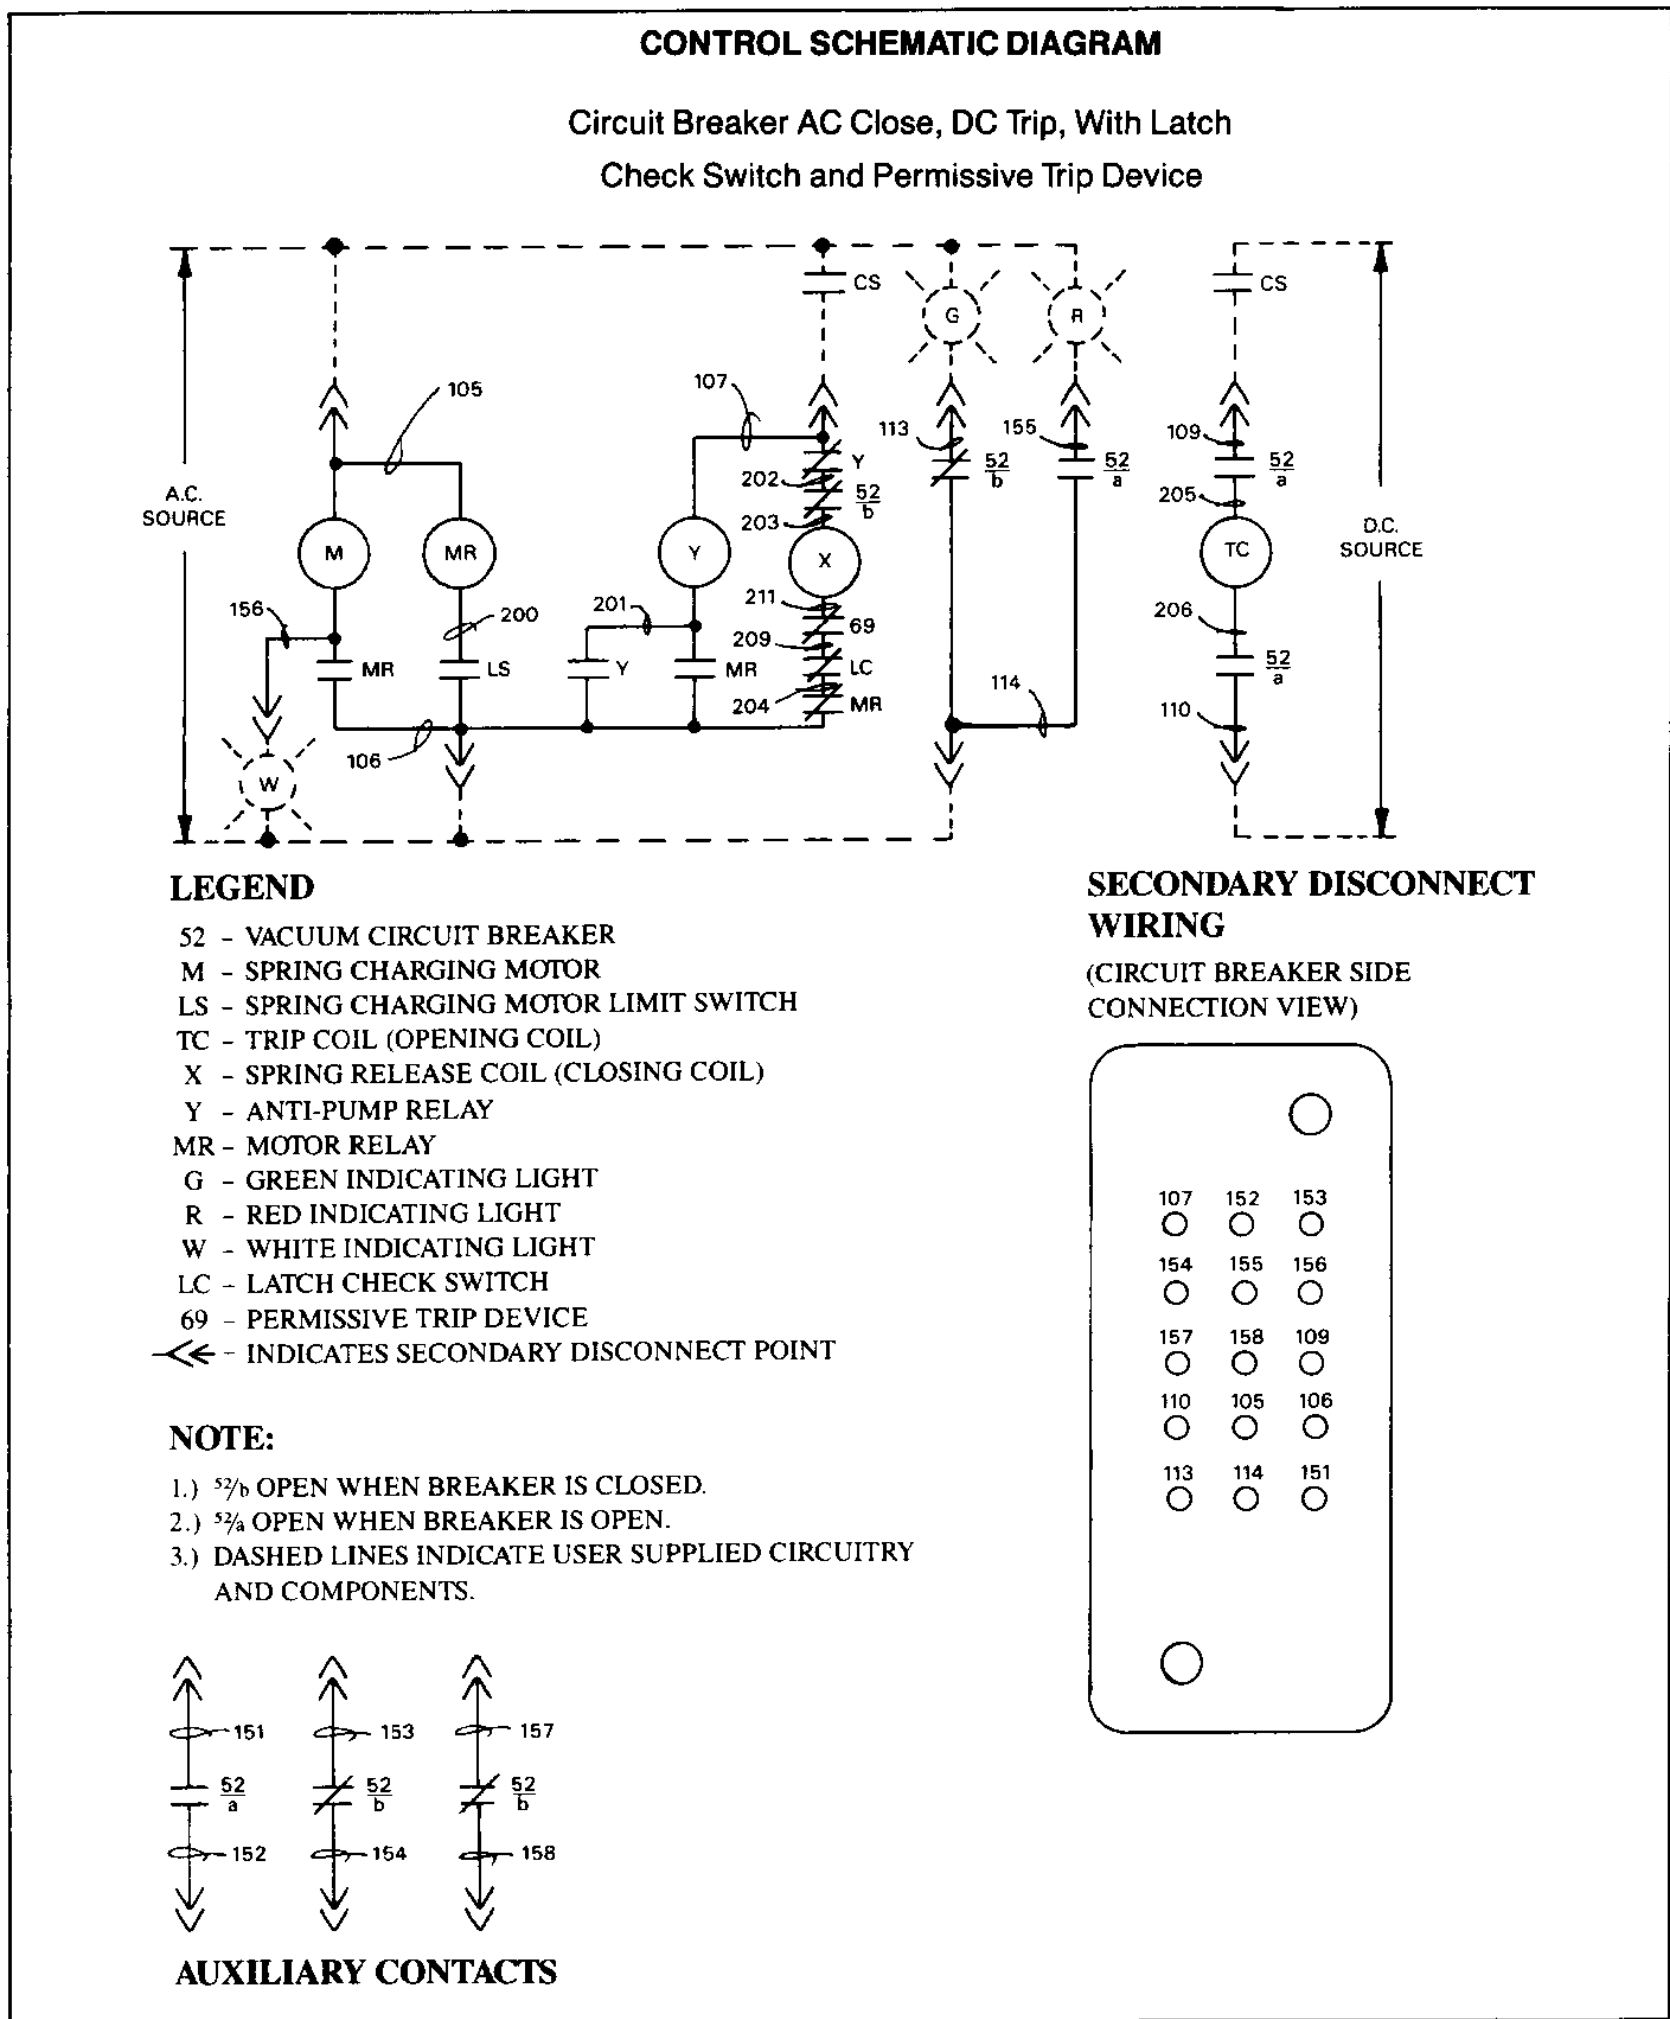 CONTROL SCHEMATIC DIAGRAM
Circuit Breaker AC Close, DC Trip, With Latch
Check Switch and Permissive Trip Device
CS
CS
G
R
105
107
113
155
109
Y
52/a
52/b
52/a
202
52/b
205
203
A.C.
SOURCE
D.C.
SOURCE
M
MR
Y
X
TC
156
200
201
211
69
206
209
MR
LS
Y
MR
LC
52/a
204
MR
114
110
106
W
LEGEND
52 - VACUUM CIRCUIT BREAKER
M - SPRING CHARGING MOTOR
LS - SPRING CHARGING MOTOR LIMIT SWITCH
TC - TRIP COIL (OPENING COIL)
X - SPRING RELEASE COIL (CLOSING COIL)
Y - ANTI-PUMP RELAY
MR - MOTOR RELAY
G - GREEN INDICATING LIGHT
R - RED INDICATING LIGHT
W - WHITE INDICATING LIGHT
LC - LATCH CHECK SWITCH
69 - PERMISSIVE TRIP DEVICE
- INDICATES SECONDARY DISCONNECT POINT
NOTE:
1.) 52/b OPEN WHEN BREAKER IS CLOSED.
2.) 52/a OPEN WHEN BREAKER IS OPEN.
3.) DASHED LINES INDICATE USER SUPPLIED CIRCUITRY
AND COMPONENTS.
151
153
157
52/a
52/b
52/b
152
154
158
AUXILIARY CONTACTS
SECONDARY DISCONNECT
WIRING
(CIRCUIT BREAKER SIDE
CONNECTION VIEW)
107 152 153
154 155 156
157 158 109
110 105 106
113 114 151